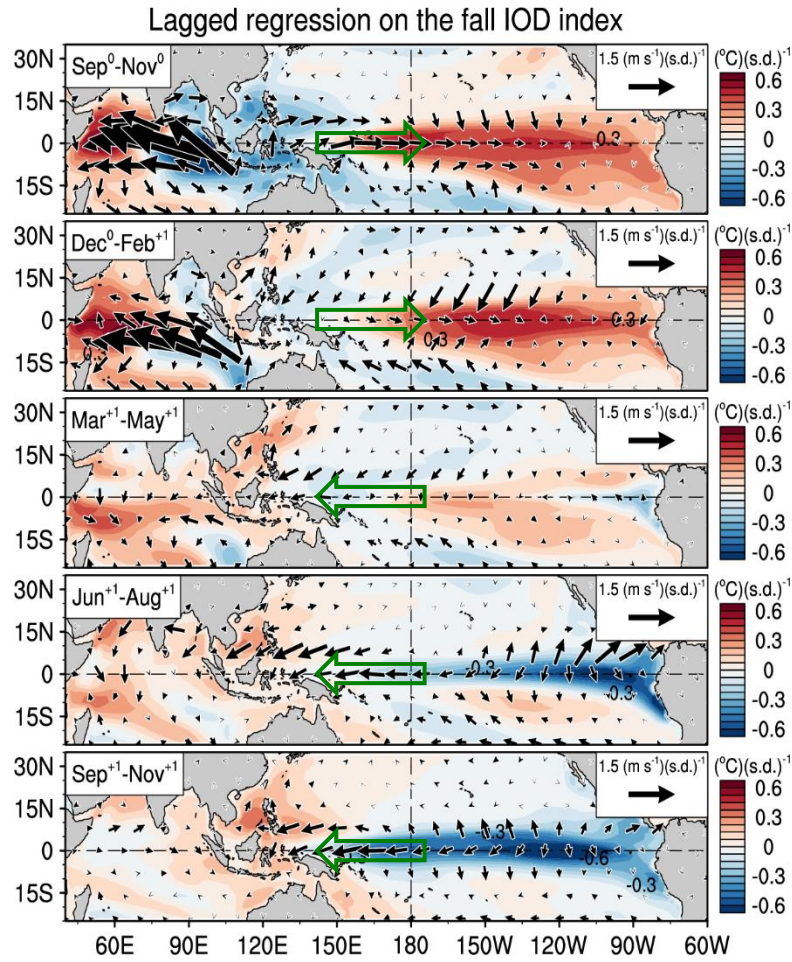 Lagged regression on the fall IOD index
30N
15N
0
15S
Sep⁰-Nov⁰
1.5 (m s⁻¹)(s.d.)⁻¹
0.3
(°C)(s.d.)⁻¹
0.6
0.3
0
-0.3
-0.6
30N
15N
0
15S
Dec⁰-Feb⁺¹
1.5 (m s⁻¹)(s.d.)⁻¹
0.3
0.3
(°C)(s.d.)⁻¹
0.6
0.3
0
-0.3
-0.6
30N
15N
0
15S
Mar⁺¹-May⁺¹
1.5 (m s⁻¹)(s.d.)⁻¹
(°C)(s.d.)⁻¹
0.6
0.3
0
-0.3
-0.6
30N
15N
0
15S
Jun⁺¹-Aug⁺¹
1.5 (m s⁻¹)(s.d.)⁻¹
-0.3
-0.3
(°C)(s.d.)⁻¹
0.6
0.3
0
-0.3
-0.6
30N
15N
0
15S
Sep⁺¹-Nov⁺¹
1.5 (m s⁻¹)(s.d.)⁻¹
-0.3
-0.6
-0.3
(°C)(s.d.)⁻¹
0.6
0.3
0
-0.3
-0.6
60E 90E 120E 150E 180 150W 120W 90W 60W